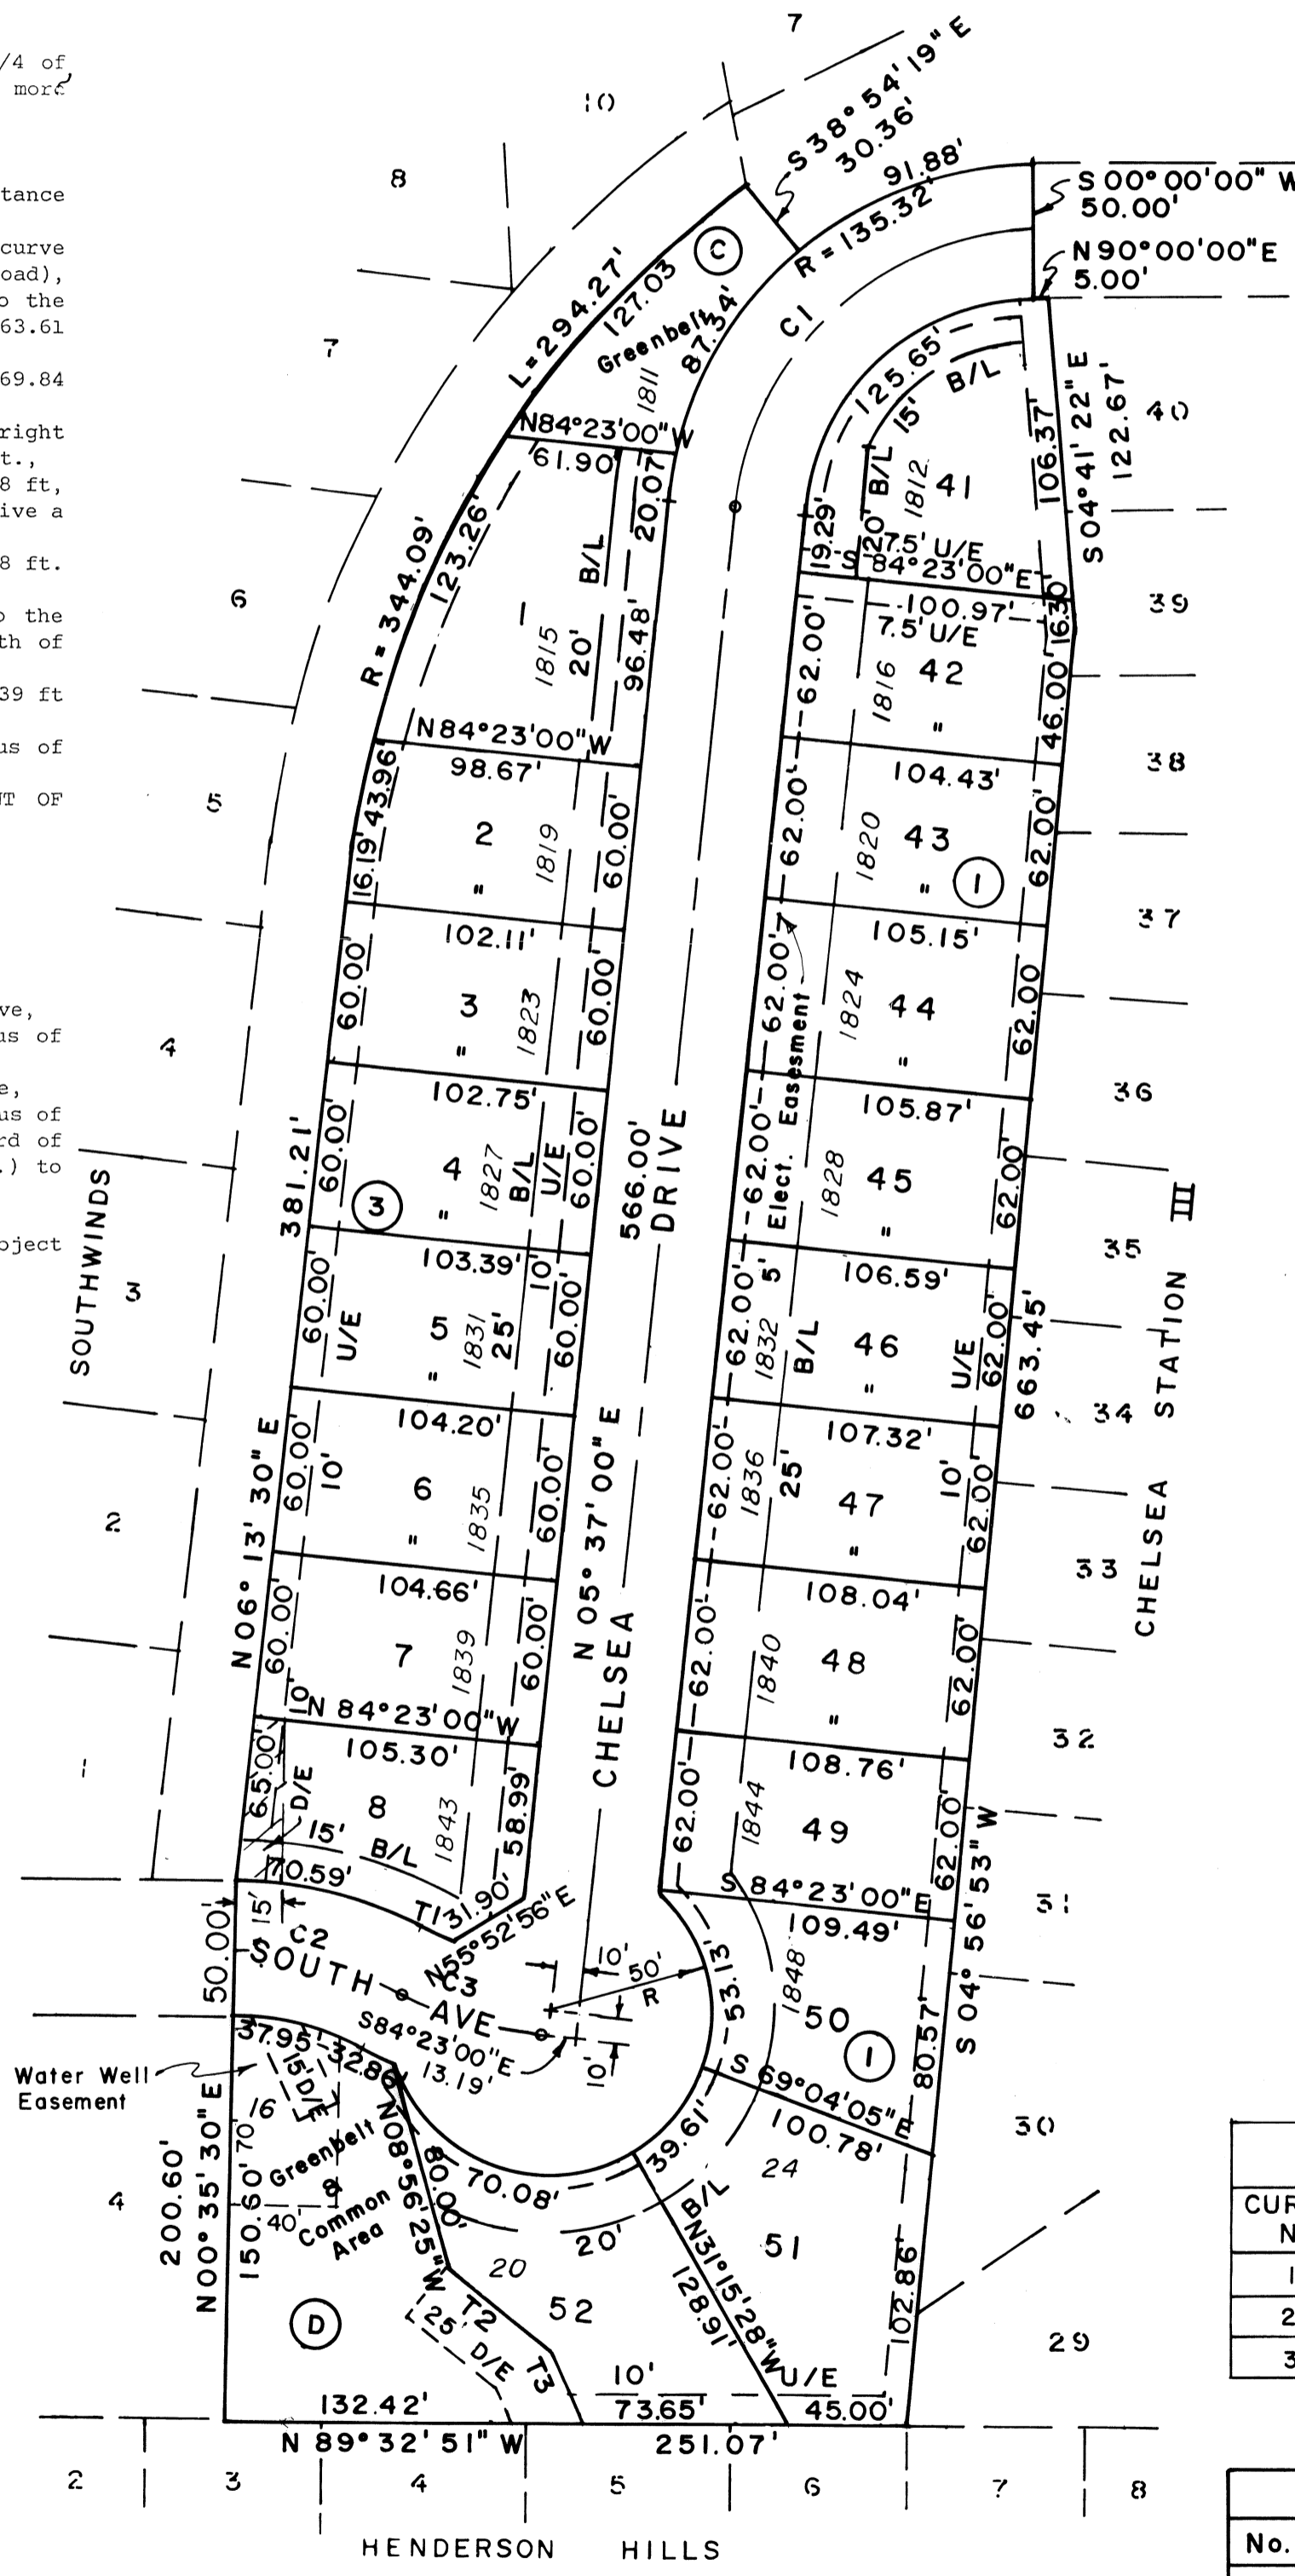 /4 of,
more
tance
curve
oad),
o the
63.61
69.84
right
t.,
8 ft,
ive a
8 ft.
o the
th of
39 ft
us of
NT OF
ve,
us of
e,
us of
rd of
.) to
bject
7
10
8
7
6
5
4
3
2
1
4
SOUTHWINDS
S 38° 54' 19" E
30.36'
91.88'
R = 135.32'
S 00° 00' 00" W
50.00'
N 90° 00' 00" E
5.00'
L = 294.27'
127.03
C
Greenbelt
87.34'
1811
C1
125.65'
15' B/L
N84°23'00"W
61.90'
20.07'
R = 344.09'
123.26'
1
1815
20' B/L
96.48'
19.29'
20' B/L
1812
41
7.5' U/E
106.37'
S 04° 41' 22" E
122.67'
40
S 84°23'00"E
100.97'
7.5' U/E
16.30
39
62.00'
1816
42
"
46.00'
38
N84°23'00"W
98.67'
16.19' 43.96'
2
"
1819
60.00'
62.00'
104.43'
1820
43
"
1
62.00'
37
102.11'
60.00'
3
"
1823
60.00'
62.00'
105.15'
1824
44
"
62.00
36
102.75'
60.00'
4
"
1827
B/L
U/E
60.00'
3
62.00'
5' Elect. Easesment
105.87'
1828
45
"
62.00'
35
381.21'
N 06° 13' 30" E
566.00'
DRIVE
103.39'
60.00'
U/E
5
"
1831
25'
10'
60.00'
62.00'
106.59'
1832
B/L
46
"
U/E
62.00'
663.45'
34
104.20'
60.00'
10'
6
"
1835
60.00'
62.00'
107.32'
1836
25'
47
"
10'
62.00'
33
CHELSEA STATION III
N 05° 37' 00" E
CHELSEA
104.66'
60.00'
10'
7
1839
60.00'
62.00'
108.04'
1840
48
"
62.00'
32
N 84°23'00"W
105.30'
65.00'
D/E
8
1843
58.99'
15'
B/L
70.59'
T1 31.90'
N55°52'56"E
62.00'
108.76'
1844
49
62.00'
S 04° 56' 53" W
31
S 84°23'00"E
109.49'
50.00'
15'
C2
SOUTH AVE
C3
S84°23'00"E
13.19'
10'
50'
R
10'
53.13'
1848
50
1
80.57'
30
S 69°04'05"E
100.78'
37.95'
32.86
Water Well
Easement
15' D/E
16
70
Greenbelt
&
Common
Area
40'
200.60'
N 00° 35' 30" E
150.60'
N08°56'25"W
80.00'
70.08'
39.61'
20'
B/L
24
51
20
52
N31°15'28"W
128.91'
102.86'
29
D
T2
25' D/E
T3
10'
U/E
132.42'
73.65'
45.00'
N 89° 32' 51" W
251.07'
2
3
4
5
6
7
8
HENDERSON HILLS
CUR
N
1
2
3
No.